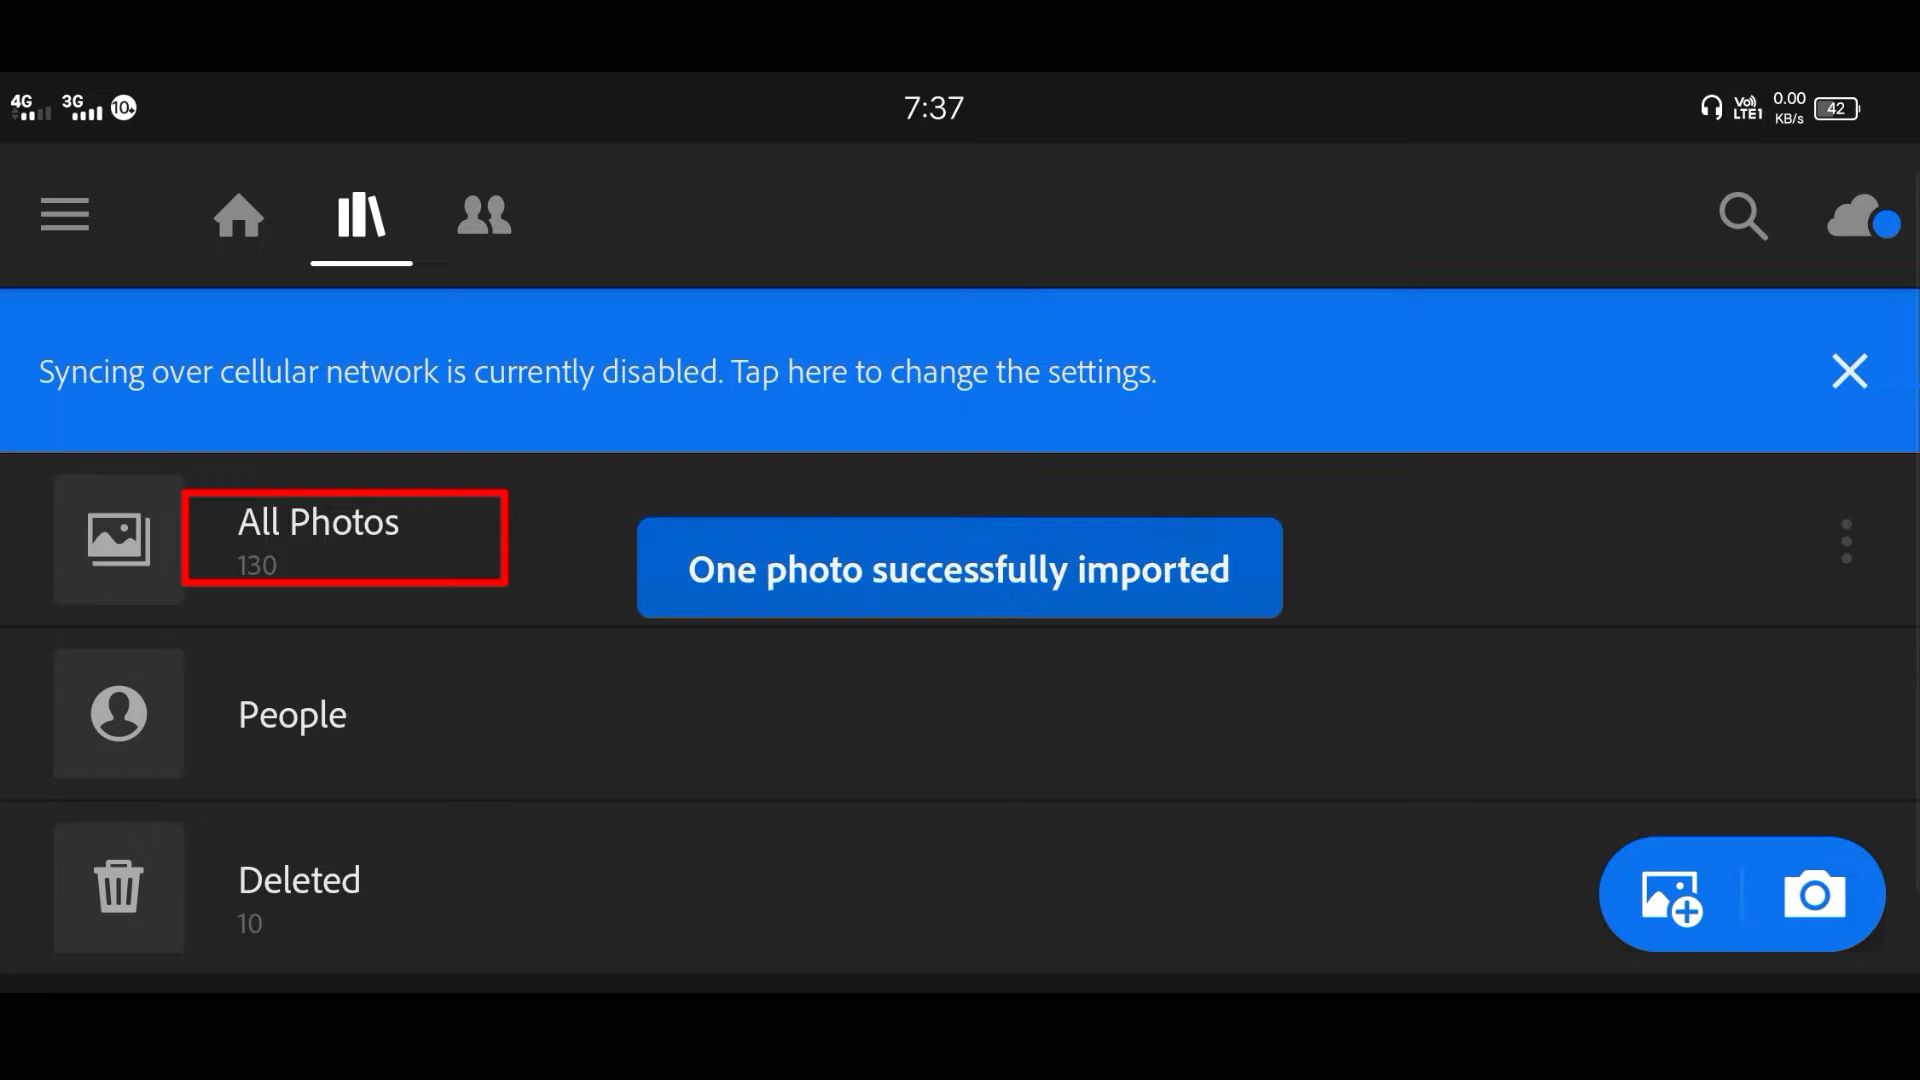 4G 3G 10+ 7:37 Vo)) LTE1 0.00 KB/s 42
Syncing over cellular network is currently disabled. Tap here to change the settings.
All Photos
130
One photo successfully imported
People
Deleted
10